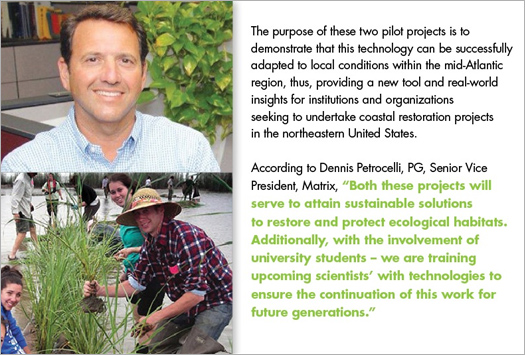 The purpose of these two pilot projects is to
demonstrate that this technology can be successfully
adapted to local conditions within the mid-Atlantic
region, thus, providing a new tool and real-world
insights for institutions and organizations
seeking to undertake coastal restoration projects
in the northeastern United States.
According to Dennis Petrocelli, PG, Senior Vice
President, Matrix, “Both these projects will
serve to attain sustainable solutions
to restore and protect ecological habitats.
Additionally, with the involvement of
university students – we are training
upcoming scientists’ with technologies to
ensure the continuation of this work for
future generations.”